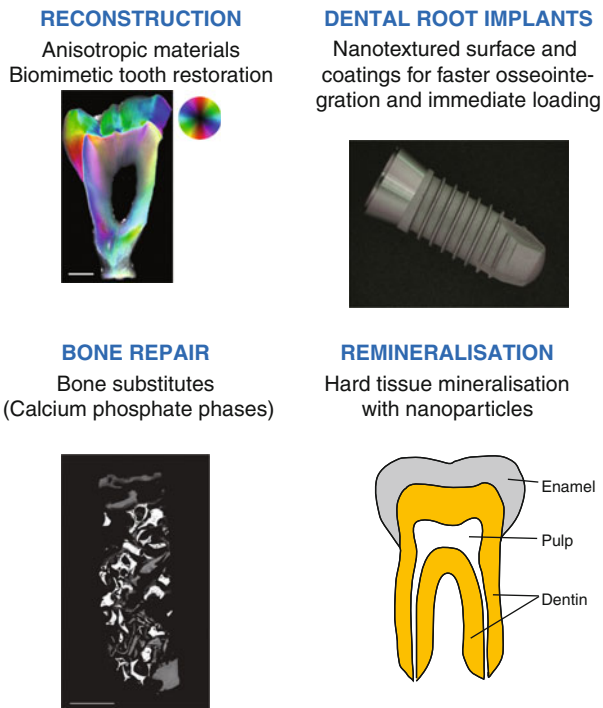 RECONSTRUCTION
Anisotropic materials
Biomimetic tooth restoration
DENTAL ROOT IMPLANTS
Nanotextured surface and
coatings for faster osseointe-
gration and immediate loading
BONE REPAIR
Bone substitutes
(Calcium phosphate phases)
REMINERALISATION
Hard tissue mineralisation
with nanoparticles
Enamel
Pulp
Dentin